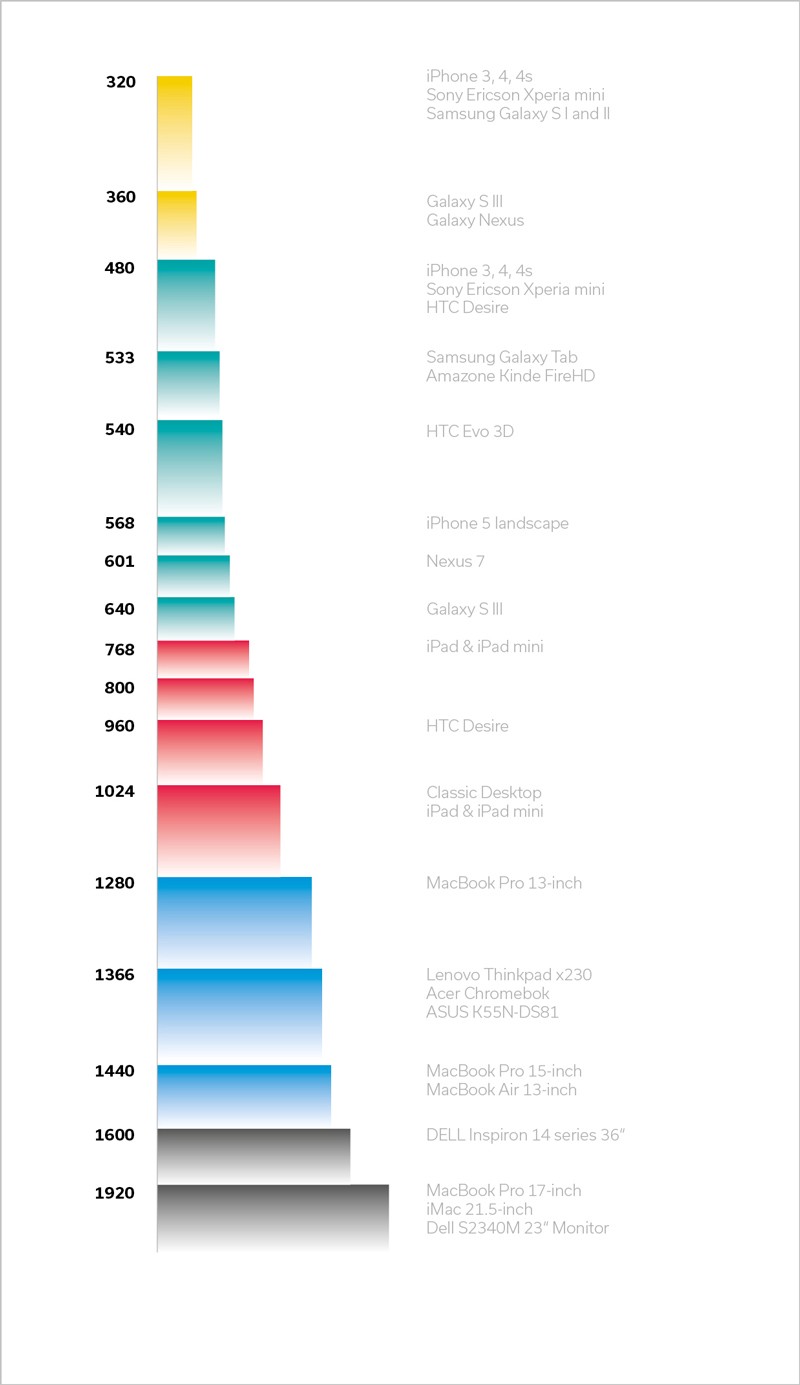 320
iPhone 3, 4, 4s
Sony Ericson Xperia mini
Samsung Galaxy S I and II
360
Galaxy S III
Galaxy Nexus
480
iPhone 3, 4, 4s
Sony Ericson Xperia mini
HTC Desire
533
Samsung Galaxy Tab
Amazone Kinde FireHD
540
HTC Evo 3D
568
iPhone 5 landscape
601
Nexus 7
640
Galaxy S III
768
iPad & iPad mini
800
960
HTC Desire
1024
Classic Desktop
iPad & iPad mini
1280
MacBook Pro 13-inch
1366
Lenovo Thinkpad x230
Acer Chromebok
ASUS K55N-DS81
1440
MacBook Pro 15-inch
MacBook Air 13-inch
1600
DELL Inspiron 14 series 36“
1920
MacBook Pro 17-inch
iMac 21.5-inch
Dell S2340M 23” Monitor